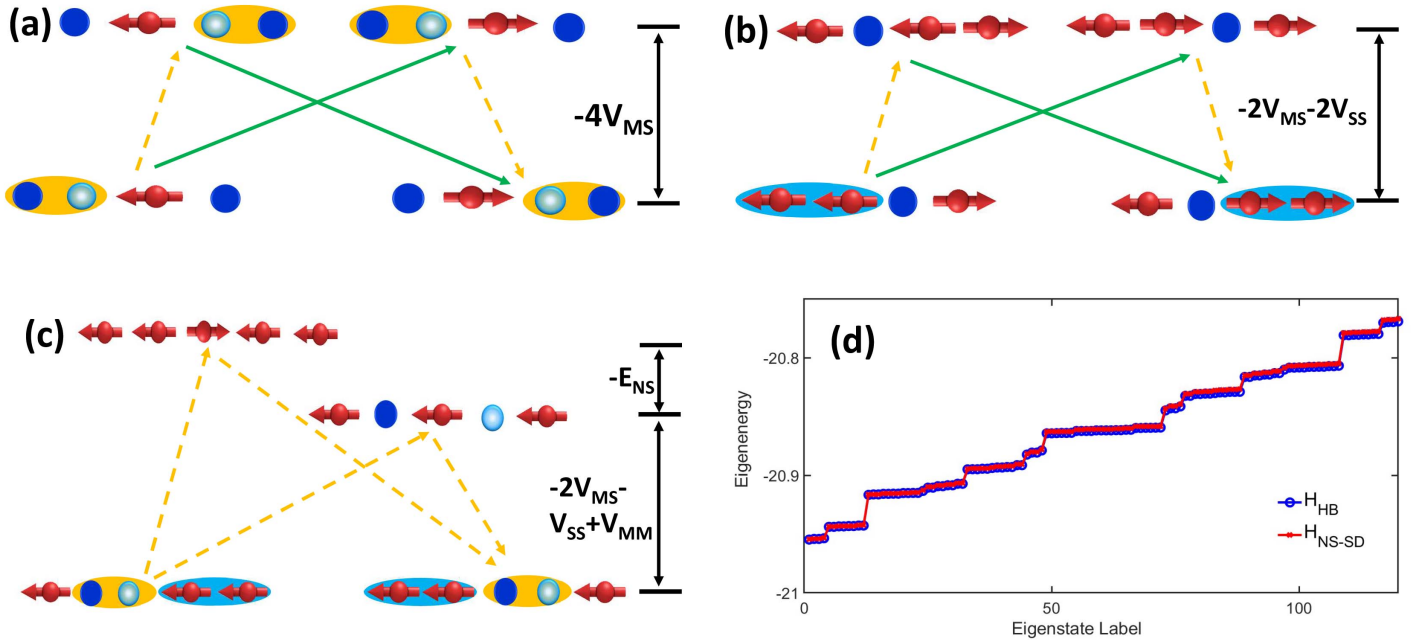 (a)
-4V_MS
(b)
-2V_MS-2V_SS
(c)
-E_NS
-2V_MS-
V_SS+V_MM
(d)
-20.8
-20.9
-21
Eigenenergy
50
100
Eigenstate Label
H_HB
H_NS-SD